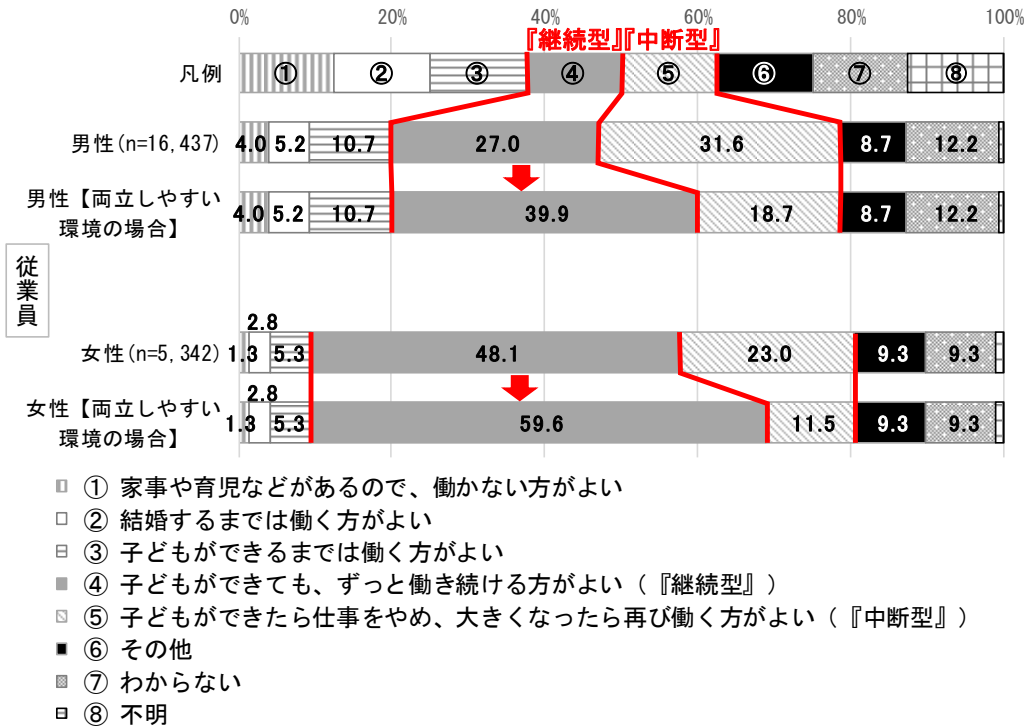 0% 20% 40% 60% 80% 100%
『継続型』『中断型』
凡例 ① ② ③ ④ ⑤ ⑥ ⑦ ⑧
男性(n=16,437) 4.0 5.2 10.7 27.0 31.6 8.7 12.2
男性【両立しやすい
環境の場合】 4.0 5.2 10.7 39.9 18.7 8.7 12.2
従業員
2.8
女性(n=5,342) 1.3 5.3 48.1 23.0 9.3 9.3
2.8
女性【両立しやすい
環境の場合】 1.3 5.3 59.6 11.5 9.3 9.3
① 家事や育児などがあるので、働かない方がよい
② 結婚するまでは働く方がよい
③ 子どもができるまでは働く方がよい
④ 子どもができても、ずっと働き続ける方がよい(『継続型』)
⑤ 子どもができたら仕事をやめ、大きくなったら再び働く方がよい(『中断型』)
⑥ その他
⑦ わからない
⑧ 不明